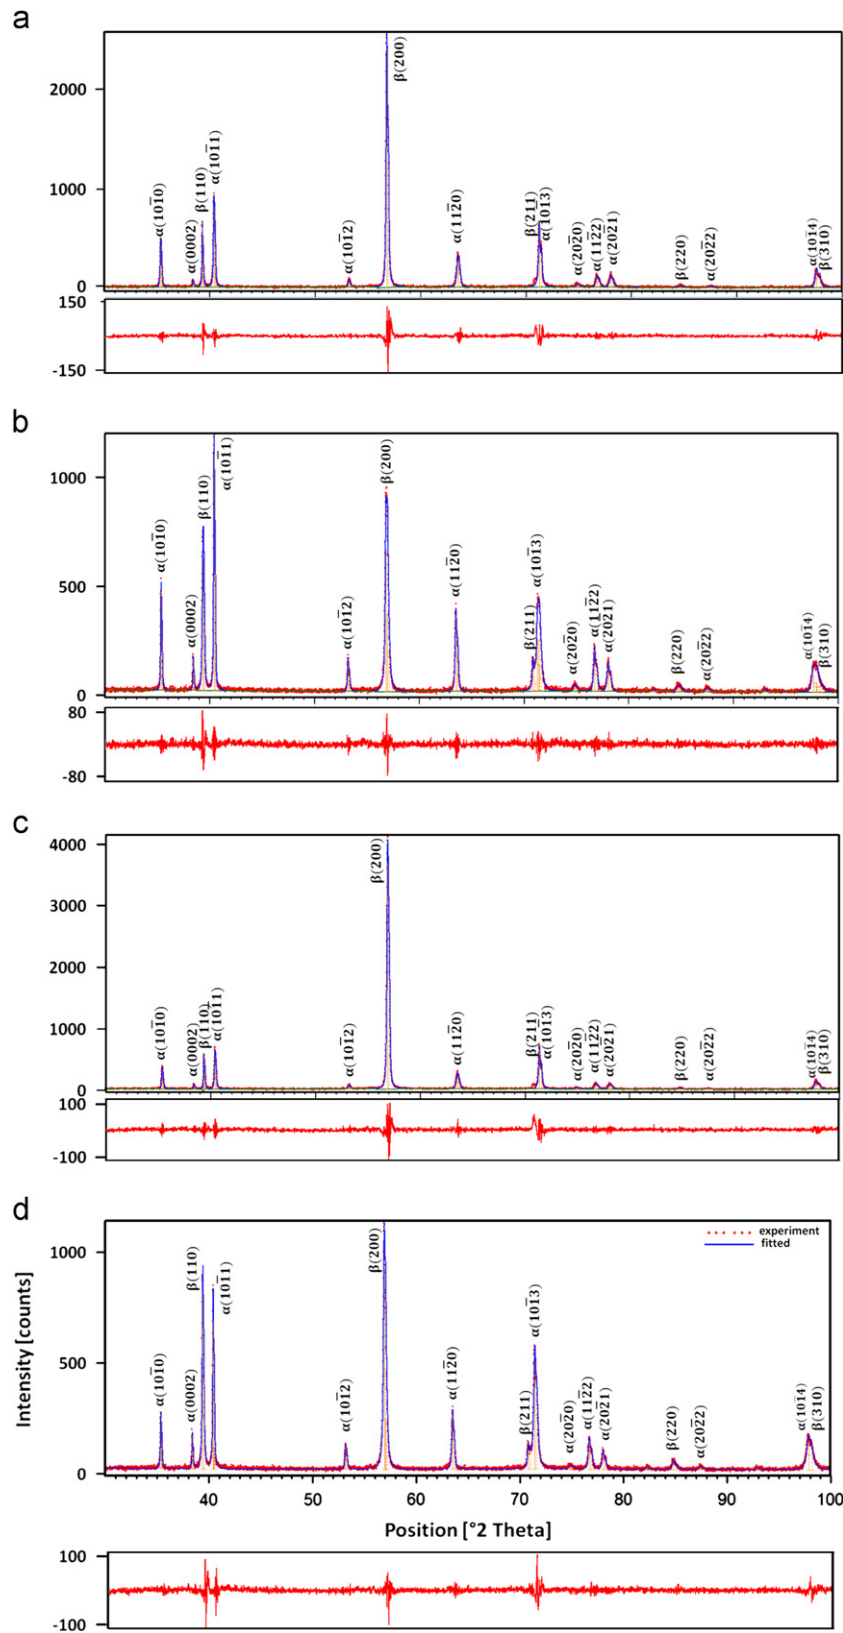 a
2000
1000
0
α(101̅0)
α(0002)
β(110)
α(101̅1)
α(101̅2)
β(200)
α(112̅0)
β(211)
α(1013)
α(202̅0)
α(112̅2)
α(202̅1)
β(220)
α(202̅2)
α(101̅4)
β(310)
150
-150
b
1000
500
0
α(101̅0)
α(0002)
β(110)
α(101̅1)
α(101̅2)
β(200)
α(112̅0)
β(211)
α(101̅3)
α(202̅0)
α(112̅2)
α(202̅1)
β(220)
α(202̅2)
α(101̅4)
β(310)
80
-80
c
4000
3000
2000
1000
0
α(101̅0)
α(0002)
β(110)
α(101̅1)
α(101̅2)
β(200)
α(112̅0)
β(211)
α(101̅3)
α(202̅0)
α(112̅2)
α(202̅1)
β(220)
α(202̅2)
α(101̅4)
β(310)
100
-100
d
experiment
fitted
1000
500
0
α(101̅0)
α(0002)
β(110)
α(101̅1)
α(101̅2)
β(200)
α(112̅0)
β(211)
α(101̅3)
α(202̅0)
α(112̅2)
α(202̅1)
β(220)
α(202̅2)
α(101̅4)
β(310)
Intensity [counts]
40 50 60 70 80 90 100
Position [°2 Theta]
100
-100